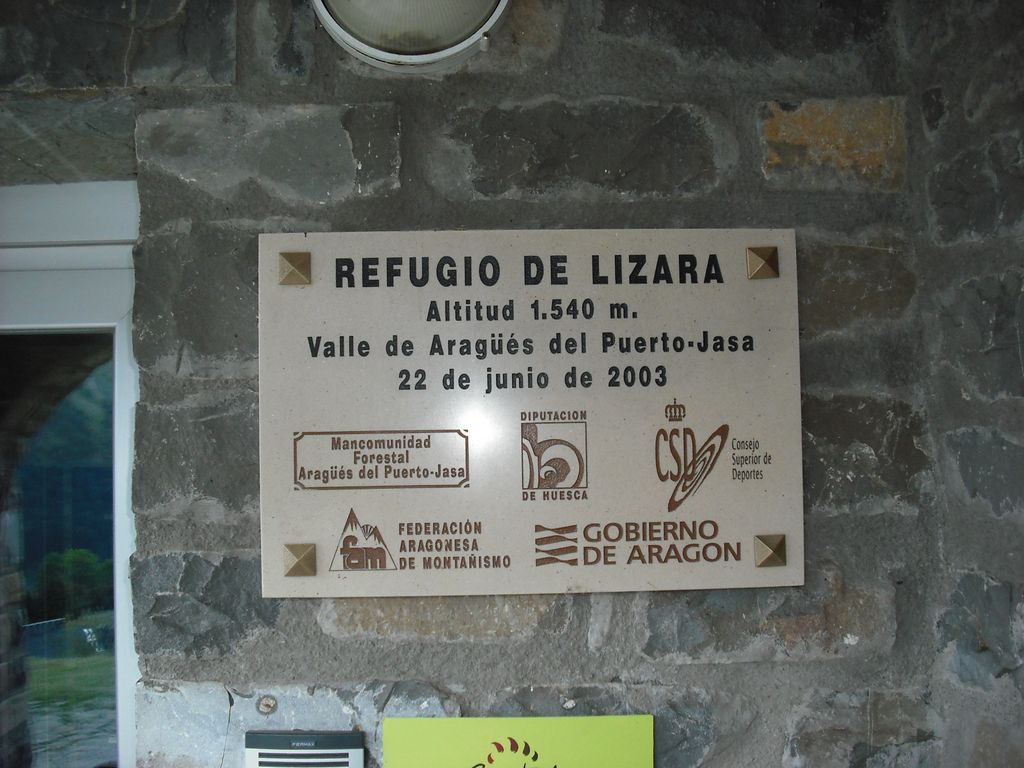 REFUGIO DE LIZARA
Altitud 1.540 m.
Valle de Aragüés del Puerto-Jasa
22 de junio de 2003
Mancomunidad
Forestal
Aragüés del Puerto-Jasa
DIPUTACION
DE HUESCA
CSD
Consejo
Superior de
Deportes
fam
FEDERACIÓN
ARAGONESA
DE MONTAÑISMO
GOBIERNO
DE ARAGON
FERMAX